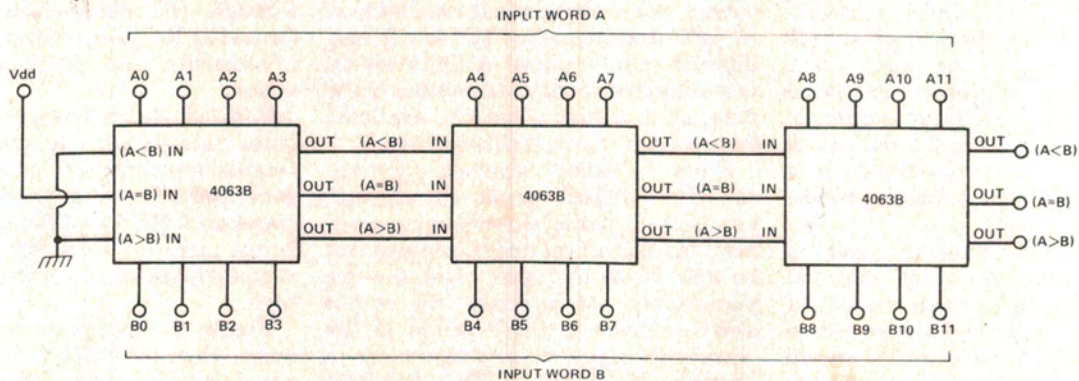 INPUT WORD A
Vdd A0 A1 A2 A3 A4 A5 A6 A7 A8 A9 A10 A11
(A<B) IN OUT (A<B) IN OUT (A<B) IN OUT (A<B)
(A=B) IN 4063B OUT (A=B) IN 4063B OUT (A=B) IN 4063B OUT (A=B)
(A>B) IN OUT (A>B) IN OUT (A>B) IN OUT (A>B)
B0 B1 B2 B3 B4 B5 B6 B7 B8 B9 B10 B11
INPUT WORD B